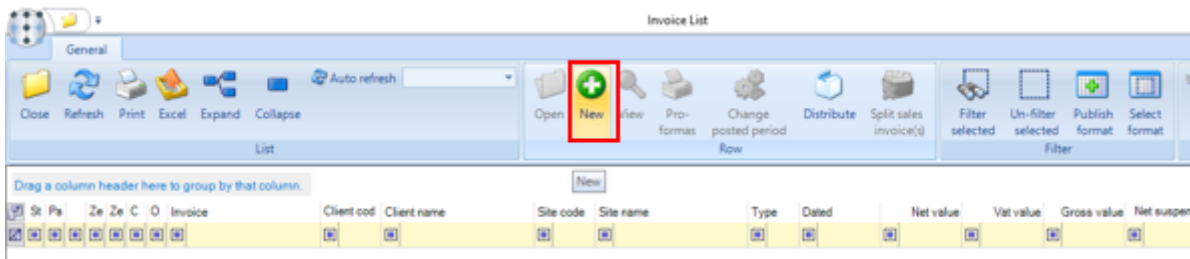 Invoice List
General
Close Refresh Print Excel Expand Collapse Auto refresh
List
Open New View Pro-formas Change posted period Distribute Split sales invoice(s)
Row
Filter selected Un-filter selected Publish format Select format
Filter
Drag a column header here to group by that column.
New
St Pa Ze Ze C O Invoice Client cod Client name Site code Site name Type Dated Net value Vat value Gross value Net suspen